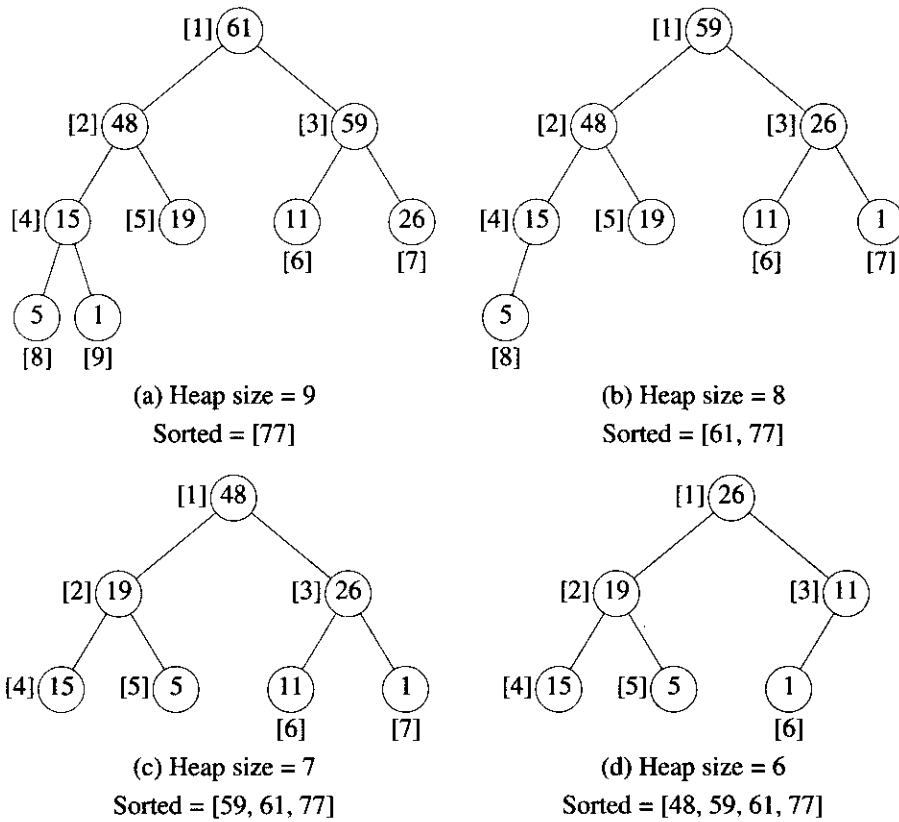 [1] 61
[2] 48 [3] 59
[4] 15 [5] 19 11 26
[6] [7]
5 1
[8] [9]
(a) Heap size = 9
Sorted = [77]
[1] 59
[2] 48 [3] 26
[4] 15 [5] 19 11 1
[6] [7]
5
[8]
(b) Heap size = 8
Sorted = [61, 77]
[1] 48
[2] 19 [3] 26
[4] 15 [5] 5 11 1
[6] [7]
(c) Heap size = 7
Sorted = [59, 61, 77]
[1] 26
[2] 19 [3] 11
[4] 15 [5] 5 1
[6]
(d) Heap size = 6
Sorted = [48, 59, 61, 77]